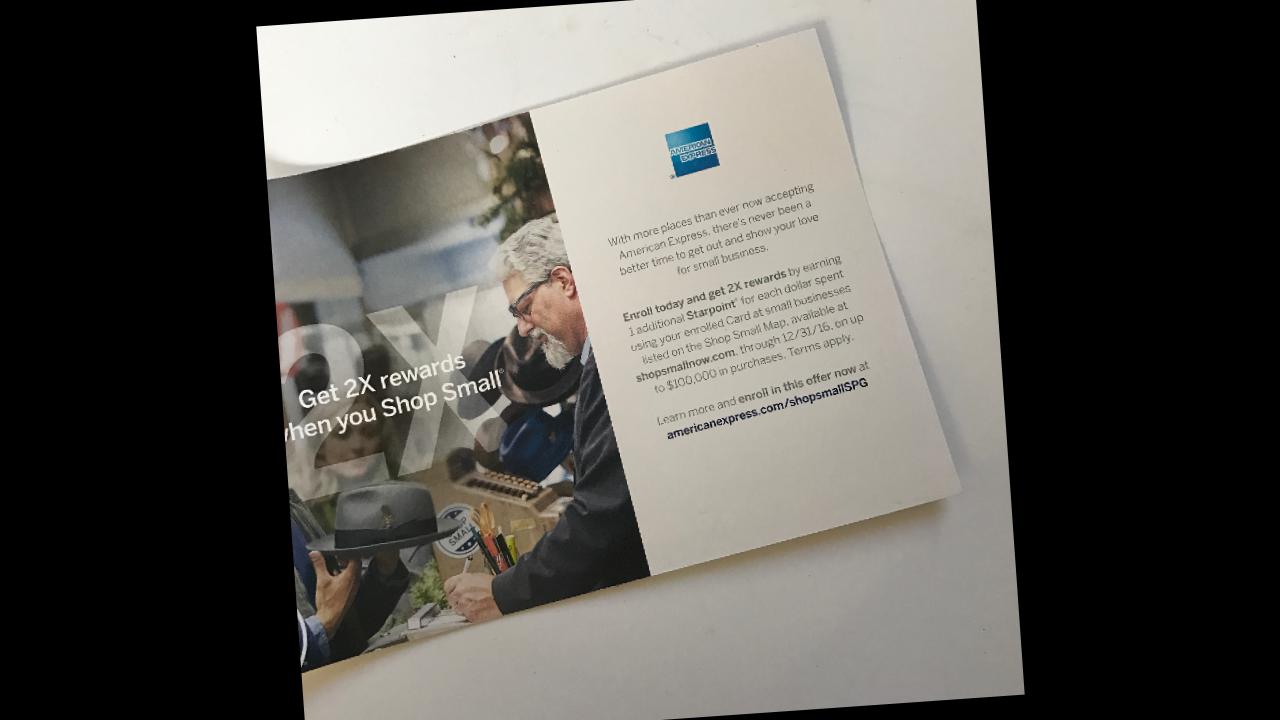 2X
Get 2X rewards
when you Shop Small®
SMALL
AMERICAN
EXPRESS
®
With more places than ever now accepting
American Express, there's never been a
better time to get out and show your love
for small business.
Enroll today and get 2X rewards by earning
1 additional Starpoint® for each dollar spent
using your enrolled Card at small businesses
listed on the Shop Small Map, available at
shopsmallnow.com, through 12/31/16, on up
to $100,000 in purchases. Terms apply.
Learn more and enroll in this offer now at
americanexpress.com/shopsmallSPG